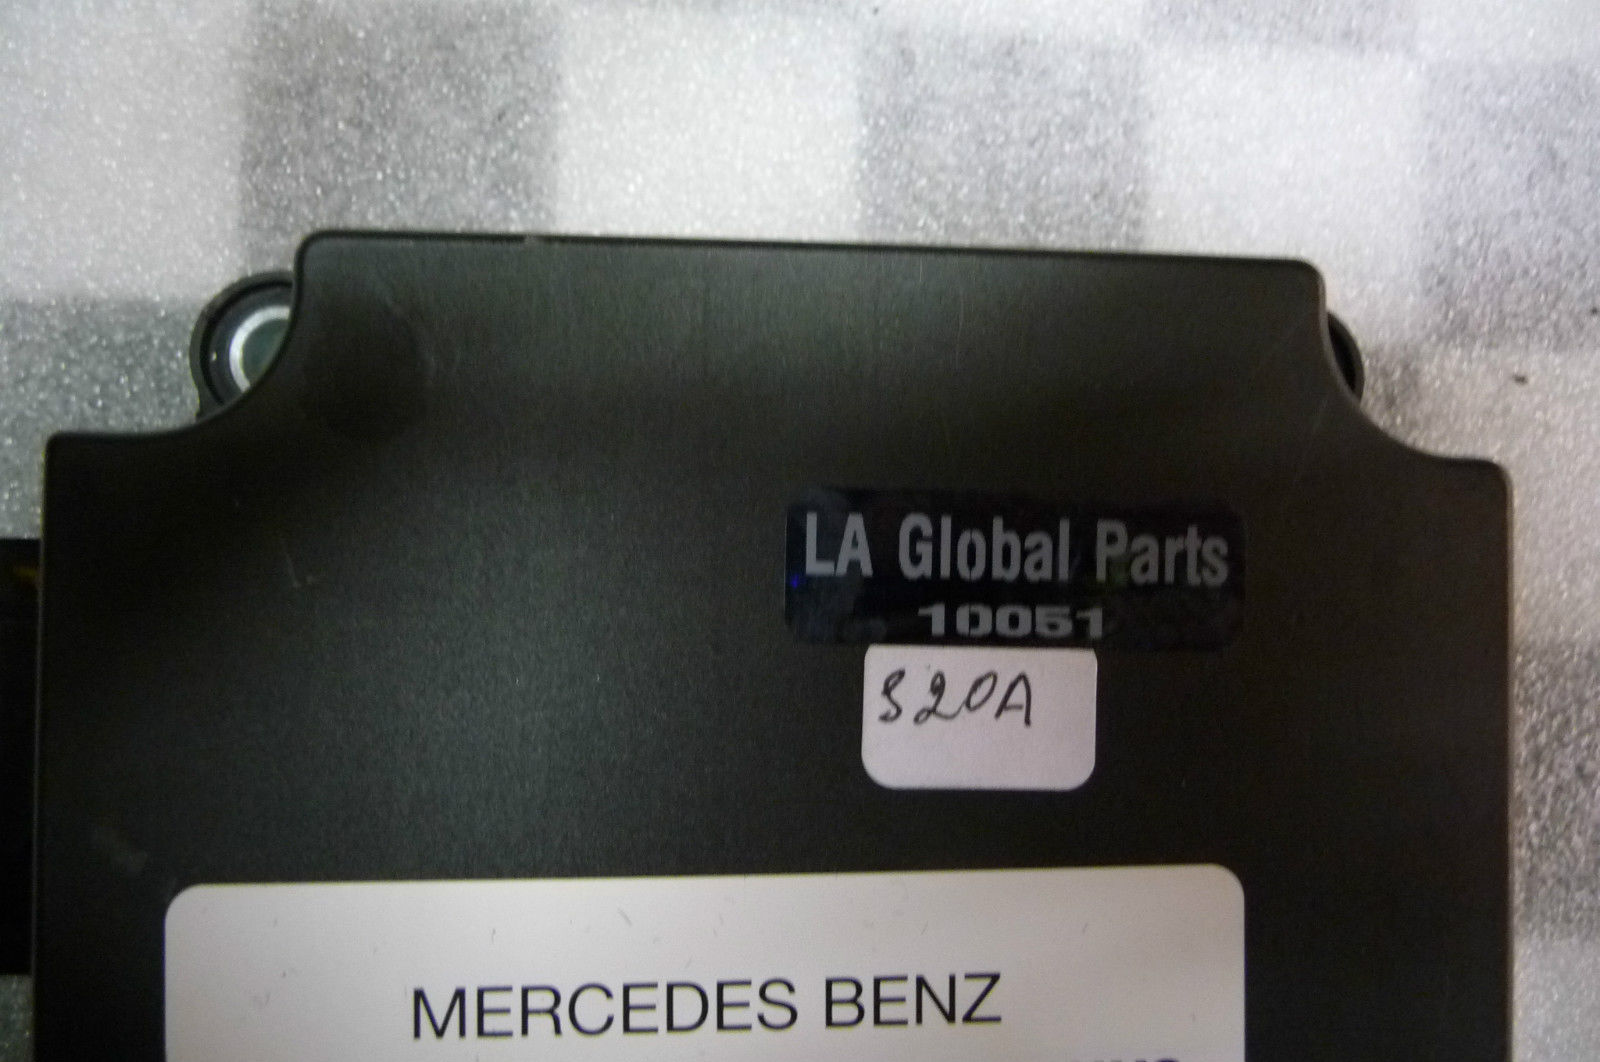 LA Global Parts
10051
S20A
MERCEDES BENZ